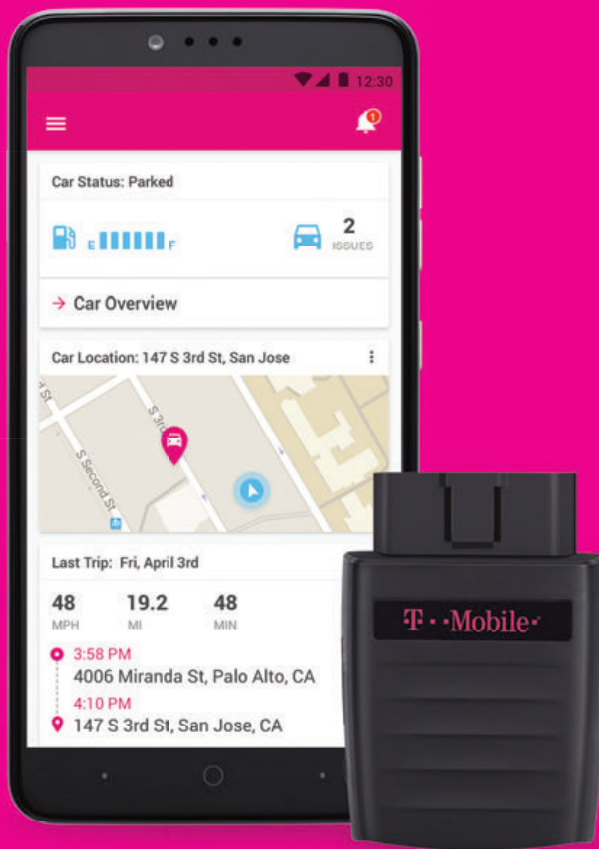 12:30
1
Car Status: Parked
E F
2
ISSUES
→ Car Overview
Car Location: 147 S 3rd St, San Jose
d St
S 3rd
S Second St
Last Trip: Fri, April 3rd
48 19.2 48
MPH MI MIN
3:58 PM
4006 Miranda St, Palo Alto, CA
4:10 PM
147 S 3rd St, San Jose, CA
T··Mobile·